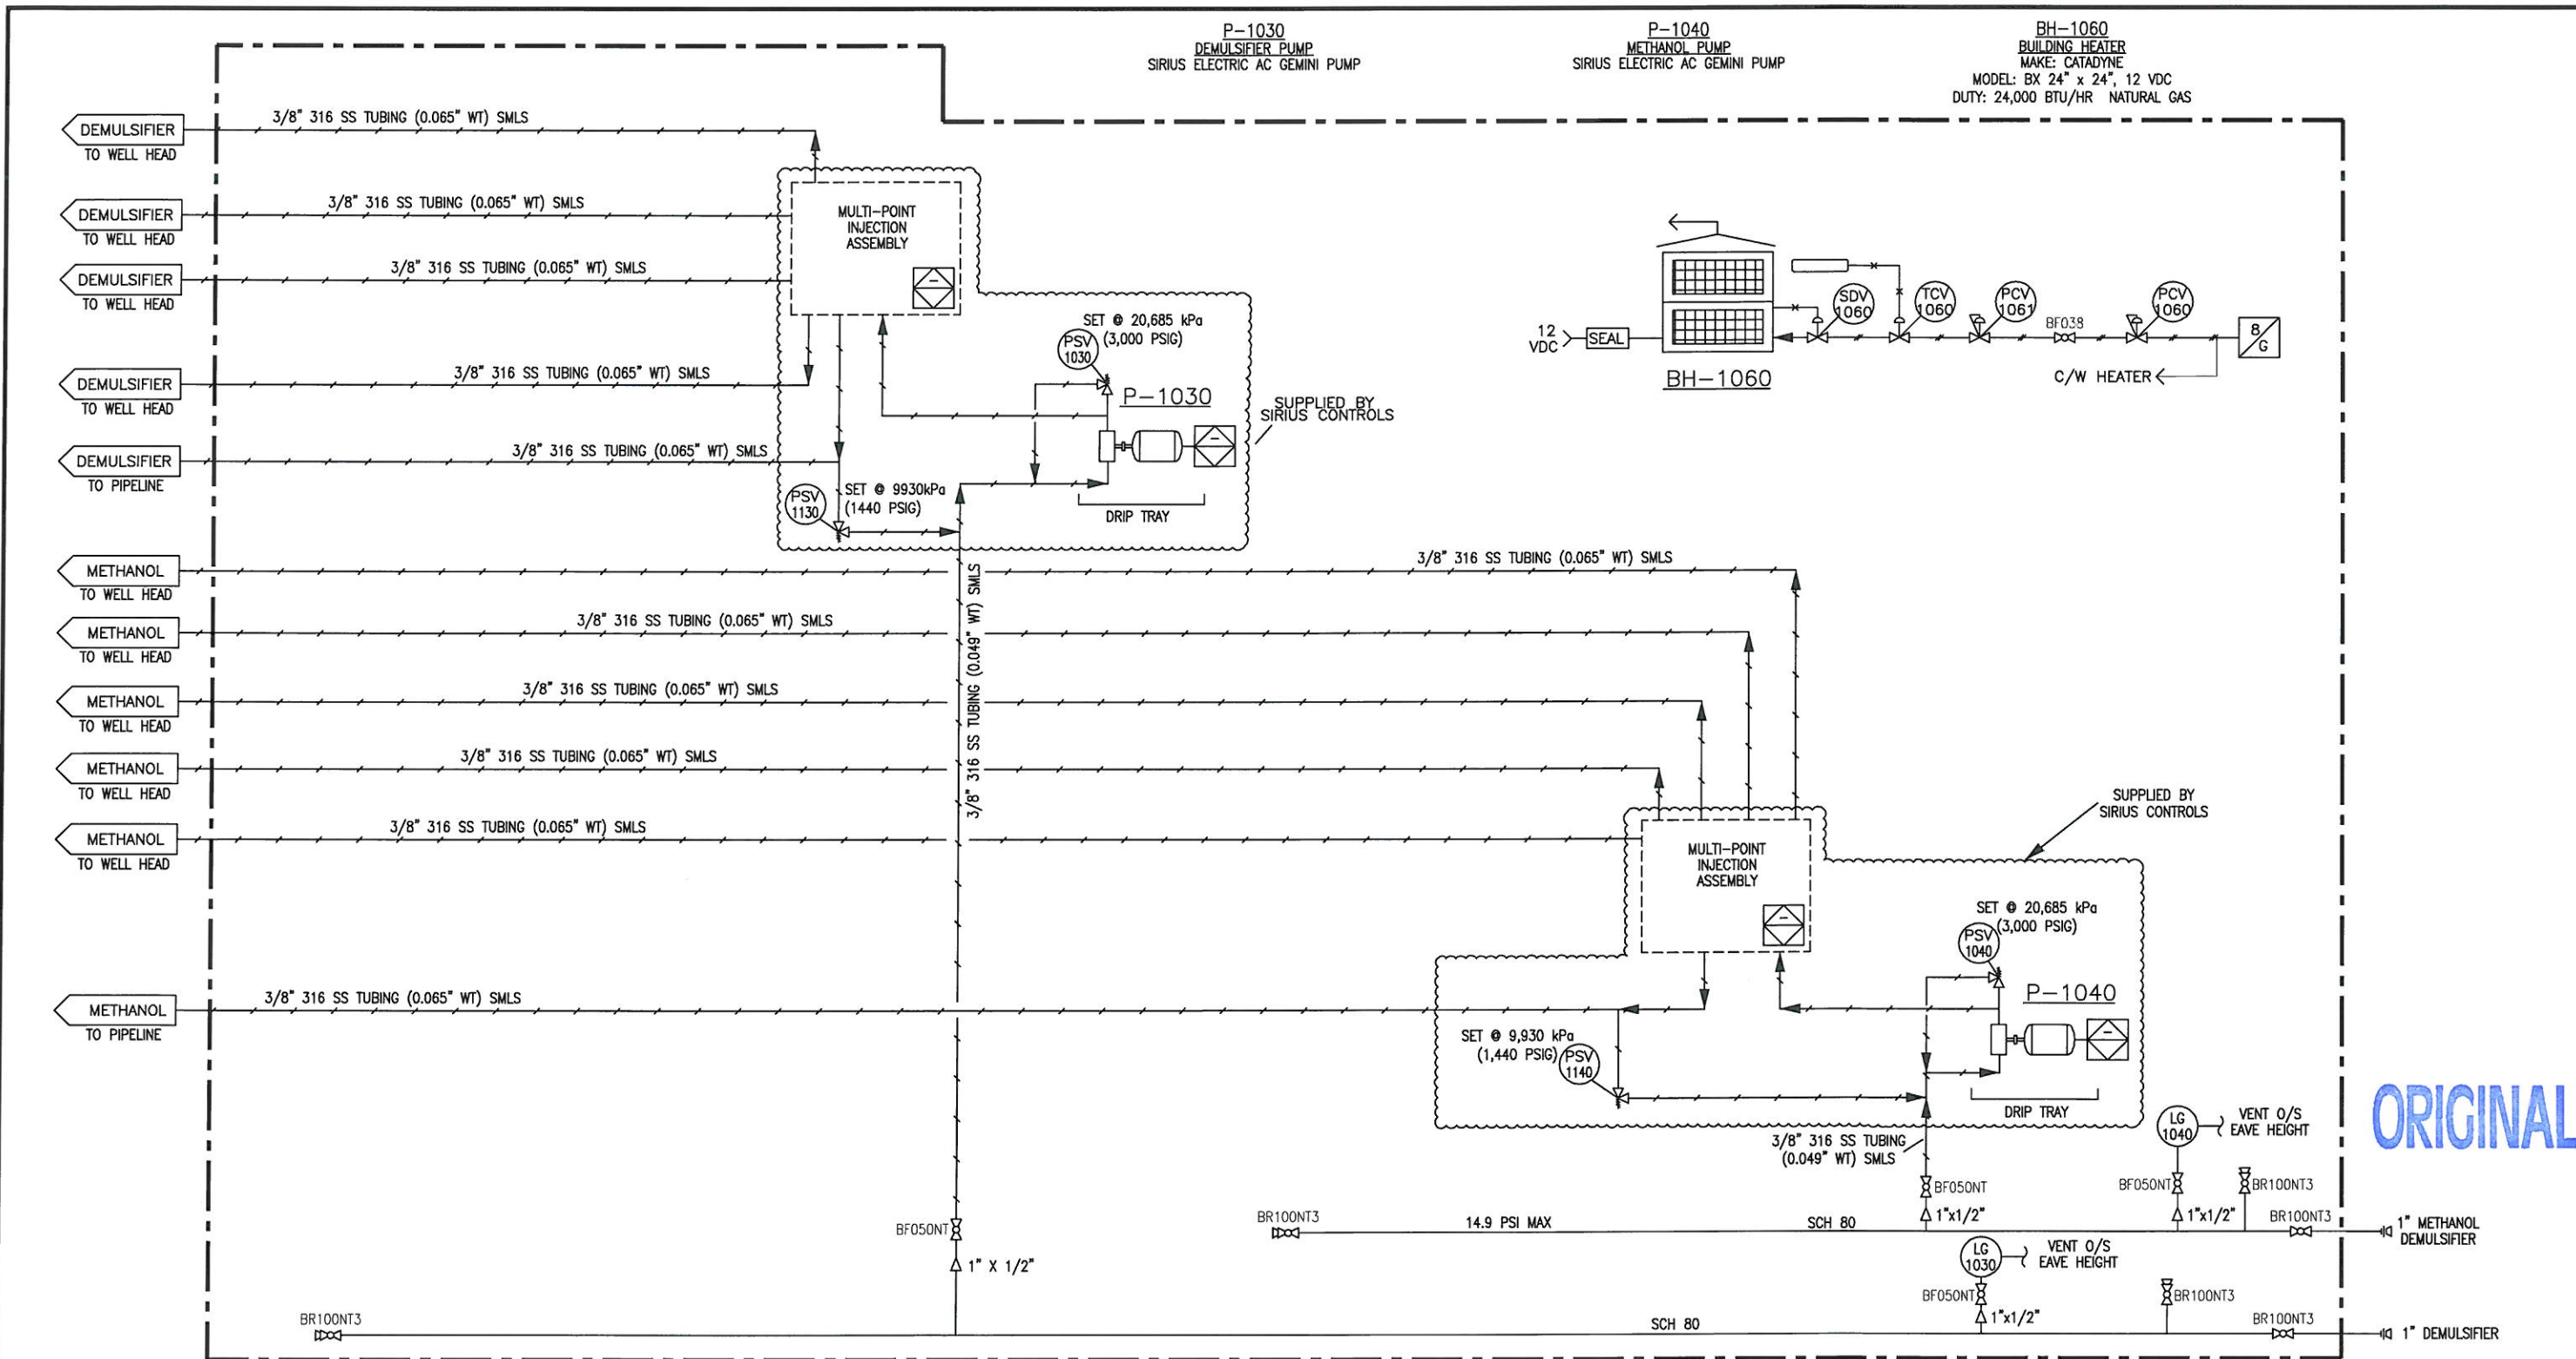 P-1030
DEMULSIFIER PUMP
SIRIUS ELECTRIC AC GEMINI PUMP
P-1040
METHANOL PUMP
SIRIUS ELECTRIC AC GEMINI PUMP
BH-1060
BUILDING HEATER
MAKE: CATADYNE
MODEL: BX 24" x 24", 12 VDC
DUTY: 24,000 BTU/HR NATURAL GAS
DEMULSIFIER
TO WELL HEAD
3/8" 316 SS TUBING (0.065" WT) SMLS
DEMULSIFIER
TO WELL HEAD
3/8" 316 SS TUBING (0.065" WT) SMLS
DEMULSIFIER
TO WELL HEAD
3/8" 316 SS TUBING (0.065" WT) SMLS
DEMULSIFIER
TO WELL HEAD
3/8" 316 SS TUBING (0.065" WT) SMLS
DEMULSIFIER
TO PIPELINE
3/8" 316 SS TUBING (0.065" WT) SMLS
MULTI-POINT
INJECTION
ASSEMBLY
SET @ 20,685 kPa
(3,000 PSIG)
PSV
1030
P-1030
SUPPLIED BY
SIRIUS CONTROLS
PSV
1130
SET @ 9930kPa
(1440 PSIG)
DRIP TRAY
12
VDC
SEAL
BH-1060
SDV
1060
TCV
1060
PCV
1061
BF038
PCV
1060
8
G
C/W HEATER
METHANOL
TO WELL HEAD
3/8" 316 SS TUBING (0.065" WT) SMLS
METHANOL
TO WELL HEAD
3/8" 316 SS TUBING (0.065" WT) SMLS
METHANOL
TO WELL HEAD
3/8" 316 SS TUBING (0.065" WT) SMLS
METHANOL
TO WELL HEAD
3/8" 316 SS TUBING (0.065" WT) SMLS
METHANOL
TO WELL HEAD
3/8" 316 SS TUBING (0.065" WT) SMLS
METHANOL
TO PIPELINE
3/8" 316 SS TUBING (0.065" WT) SMLS
3/8" 316 SS TUBING (0.049" WT) SMLS
MULTI-POINT
INJECTION
ASSEMBLY
SUPPLIED BY
SIRIUS CONTROLS
SET @ 20,685 kPa
(3,000 PSIG)
PSV
1040
P-1040
SET @ 9,930 kPa
(1,440 PSIG)
PSV
1140
DRIP TRAY
3/8" 316 SS TUBING
(0.049" WT) SMLS
LG
1040
VENT O/S
EAVE HEIGHT
ORIGINAL
BF050NT
1"x1/2"
BF050NT
1"x1/2"
BR100NT3
BR100NT3
1" METHANOL
DEMULSIFIER
BR100NT3
14.9 PSI MAX
SCH 80
BF050NT
1" X 1/2"
LG
1030
VENT O/S
EAVE HEIGHT
BF050NT
1"x1/2"
BR100NT3
BR100NT3
BR100NT3
SCH 80
1" DEMULSIFIER